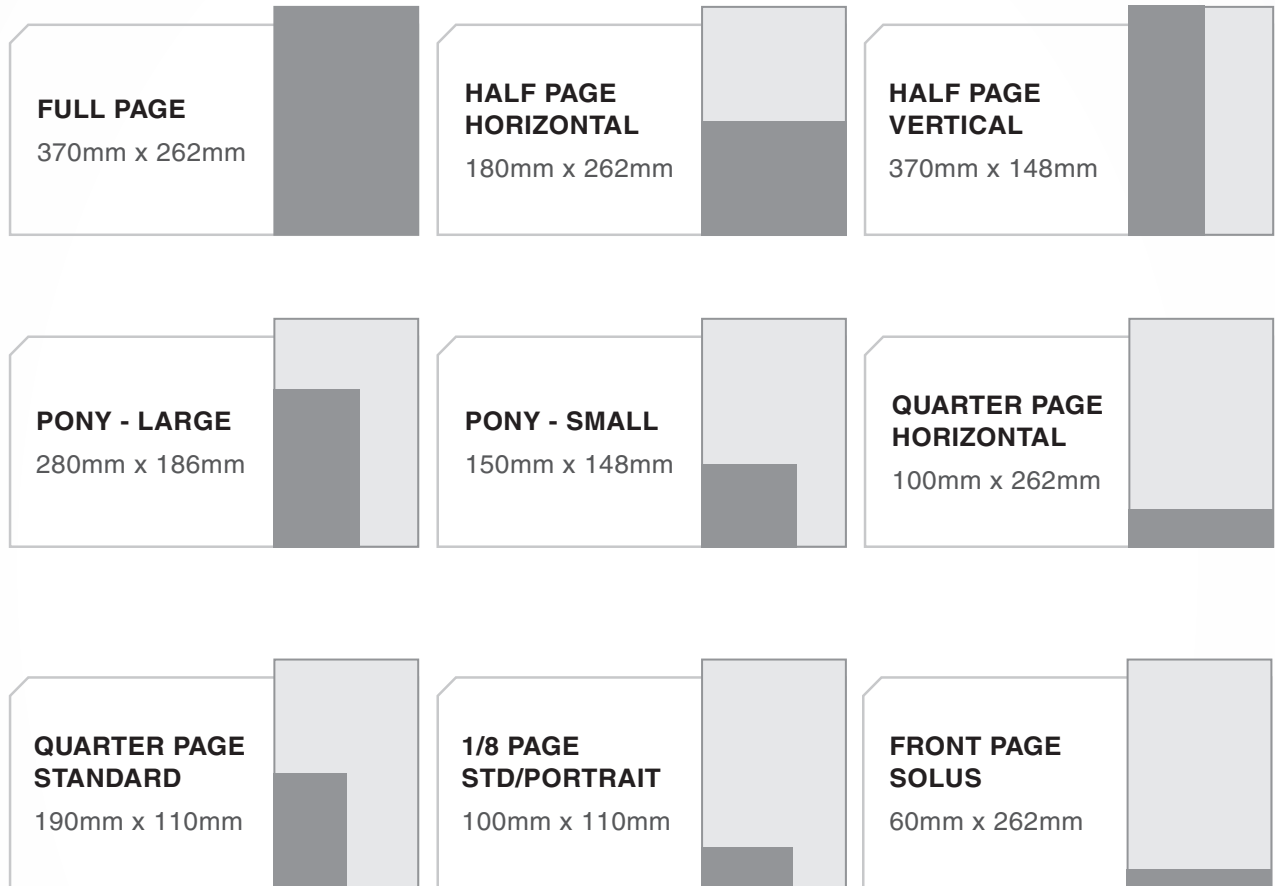 FULL PAGE
370mm x 262mm
HALF PAGE
HORIZONTAL
180mm x 262mm
HALF PAGE
VERTICAL
370mm x 148mm
PONY - LARGE
280mm x 186mm
PONY - SMALL
150mm x 148mm
QUARTER PAGE
HORIZONTAL
100mm x 262mm
QUARTER PAGE
STANDARD
190mm x 110mm
1/8 PAGE
STD/PORTRAIT
100mm x 110mm
FRONT PAGE
SOLUS
60mm x 262mm